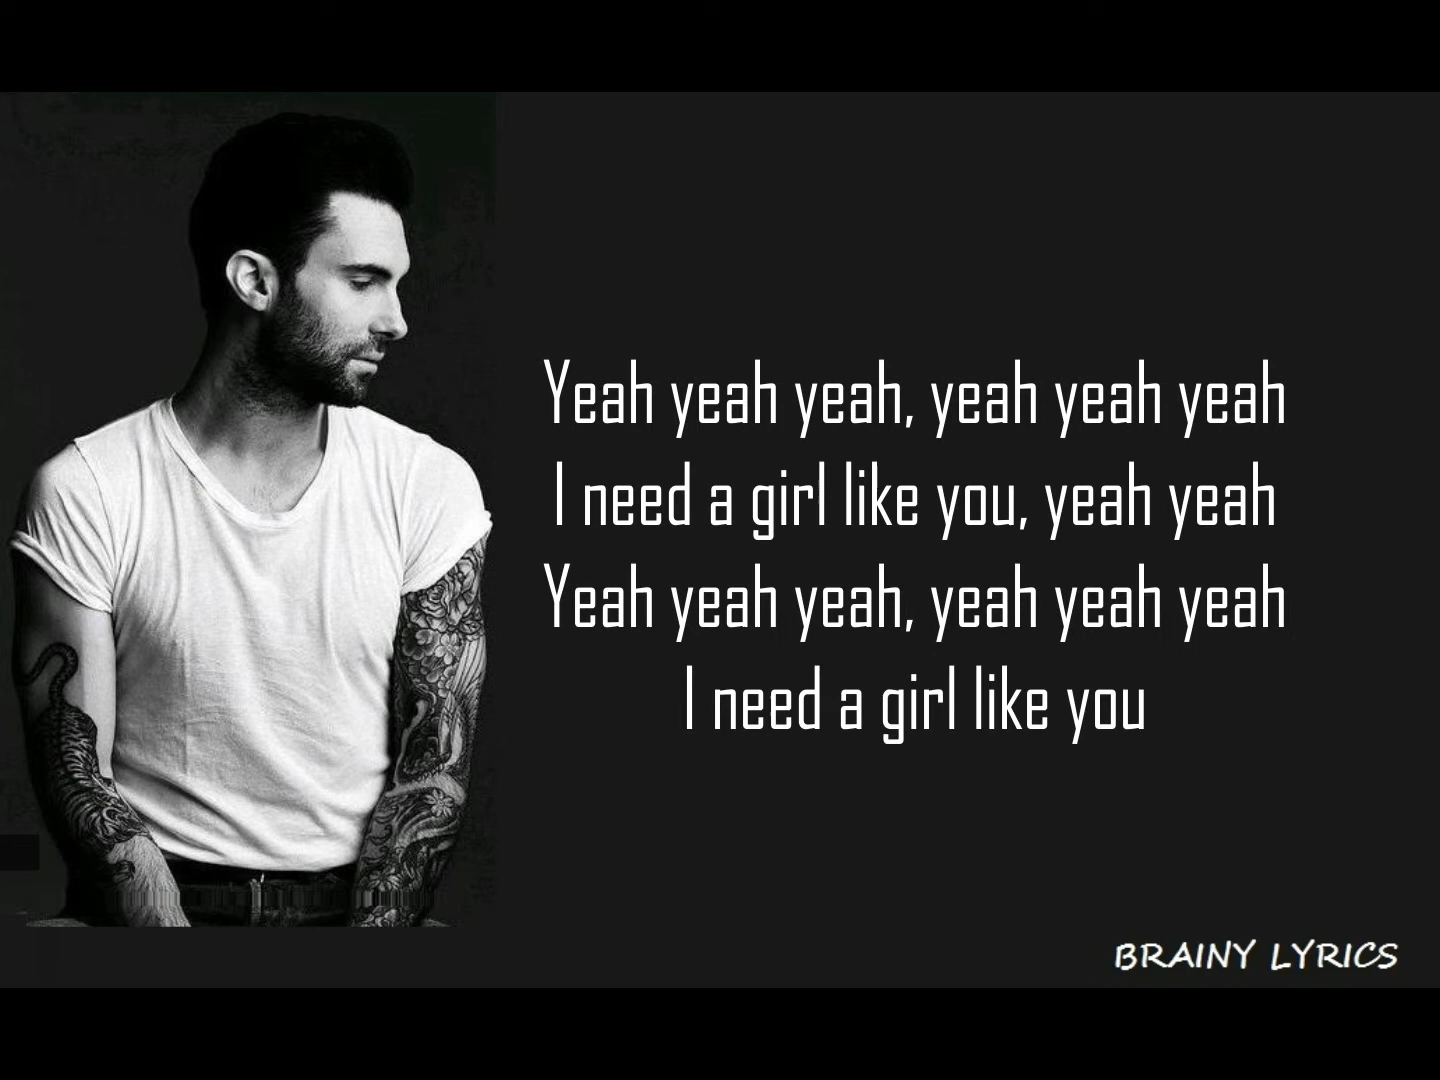 Yeah yeah yeah, yeah yeah yeah
I need a girl like you, yeah yeah
Yeah yeah yeah, yeah yeah yeah
I need a girl like you
BRAINY LYRICS